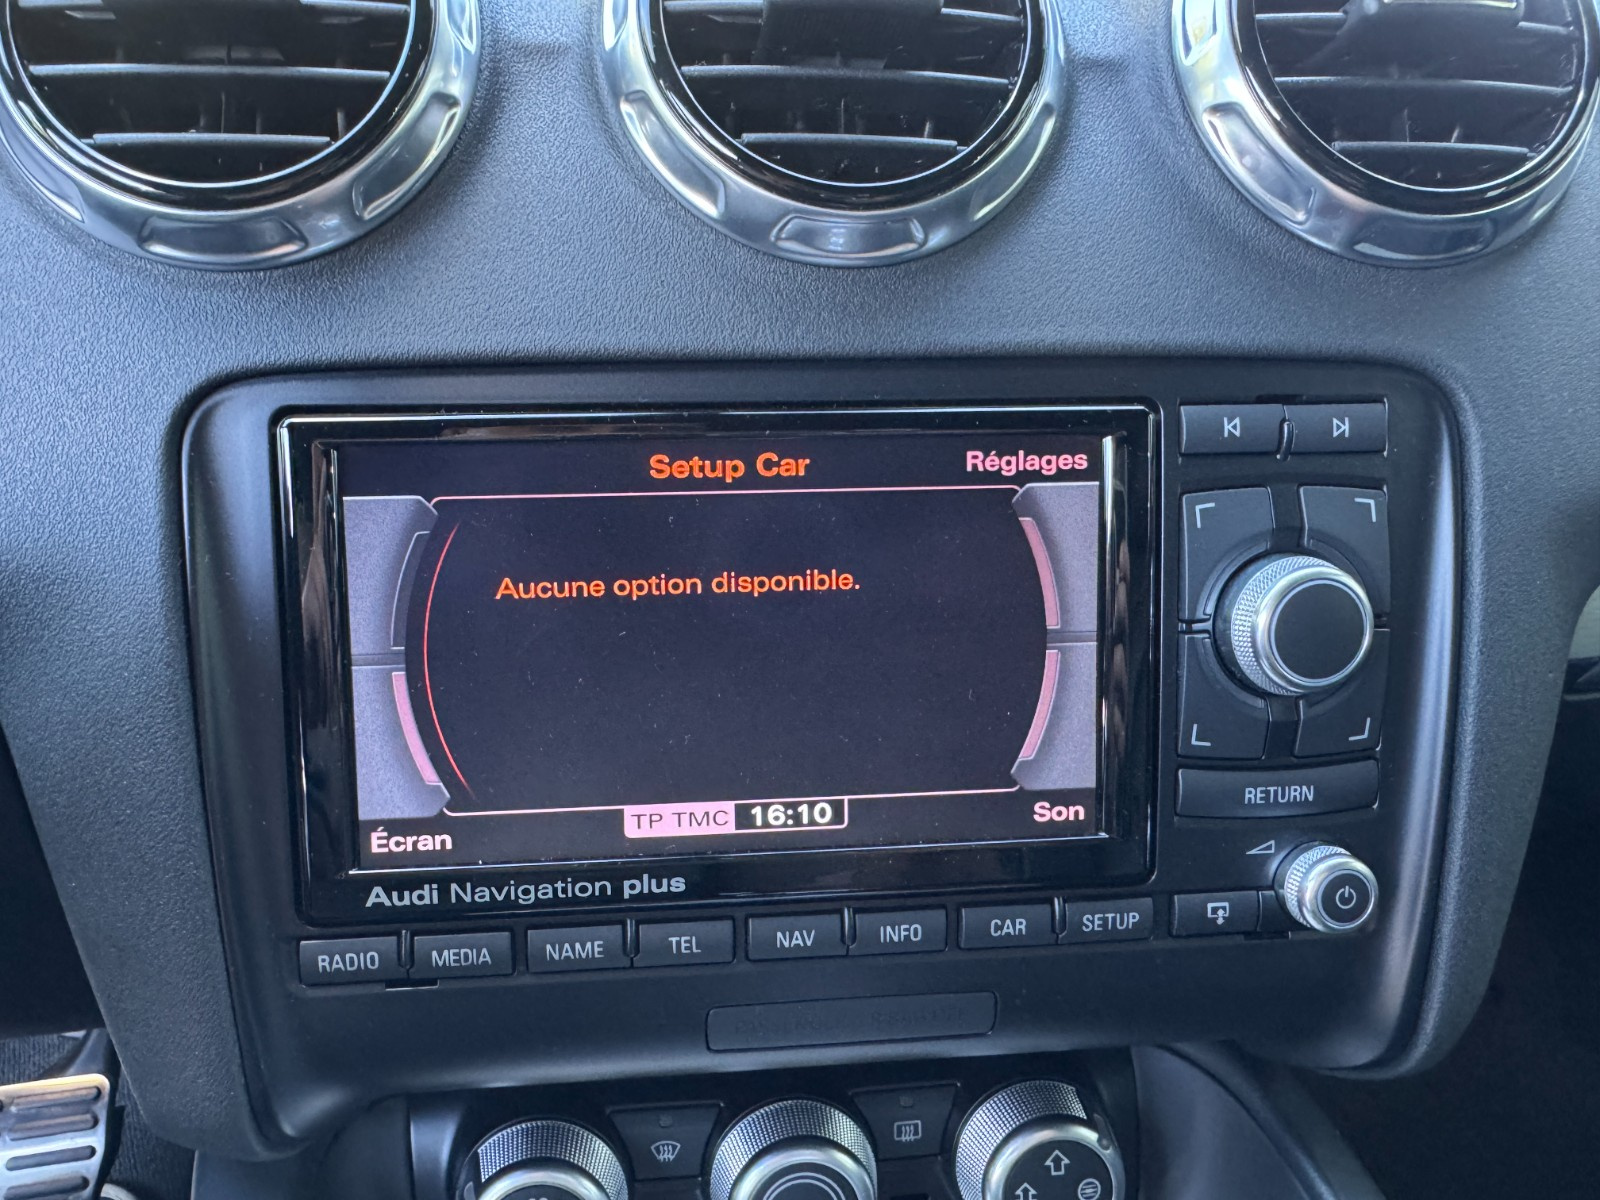 Setup Car
Réglages
Aucune option disponible.
TP TMC 16:10
Écran
Son
Audi Navigation plus
RETURN
RADIO MEDIA NAME TEL NAV INFO CAR SETUP